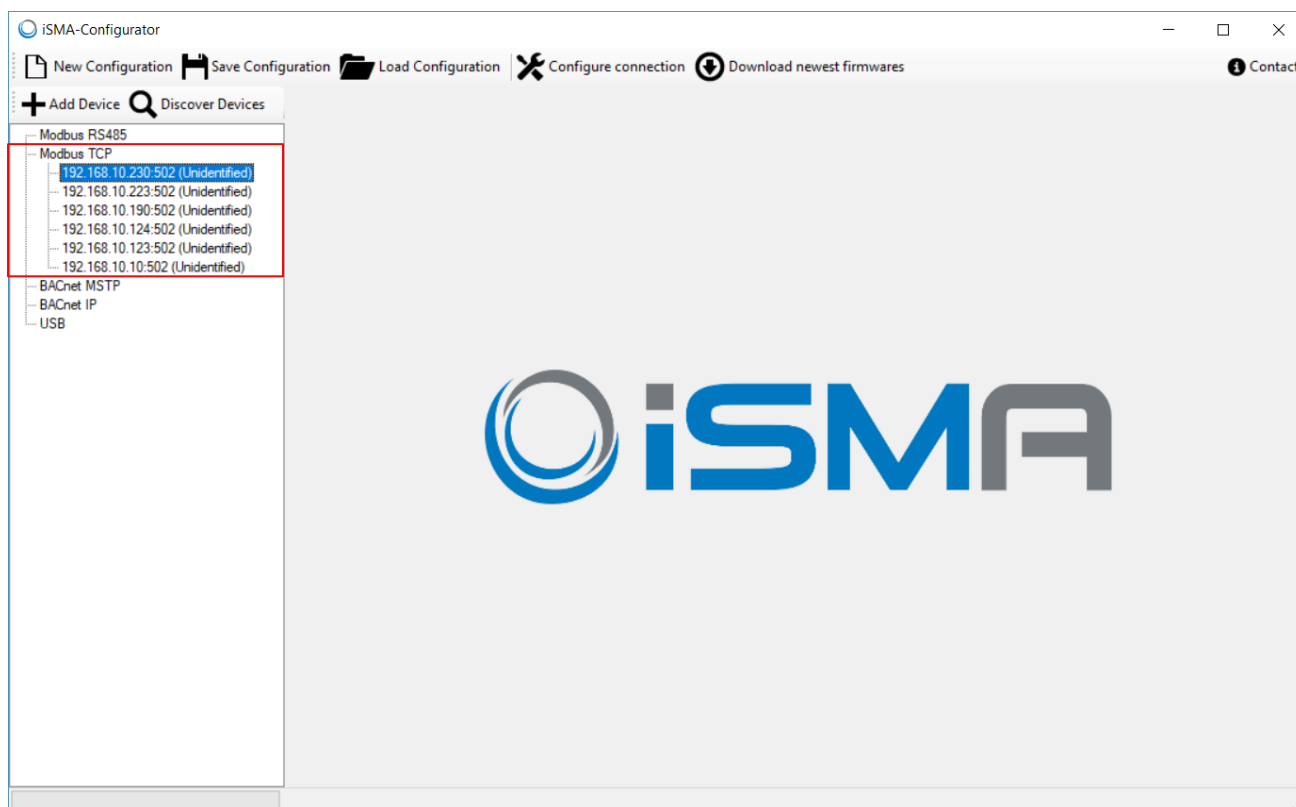 iSMA-Configurator
New Configuration Save Configuration Load Configuration Configure connection Download newest firmwares Contact
Add Device Discover Devices
Modbus RS485
Modbus TCP
192.168.10.230:502 (Unidentified)
192.168.10.223:502 (Unidentified)
192.168.10.190:502 (Unidentified)
192.168.10.124:502 (Unidentified)
192.168.10.123:502 (Unidentified)
192.168.10.10:502 (Unidentified)
BACnet MSTP
BACnet IP
USB
iSMA